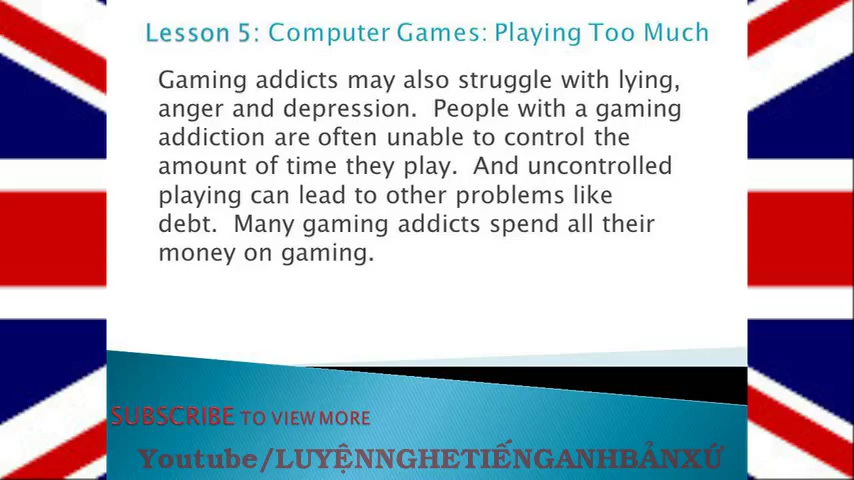 Lesson 5: Computer Games: Playing Too Much
Gaming addicts may also struggle with lying,
anger and depression.  People with a gaming
addiction are often unable to control the
amount of time they play.  And uncontrolled
playing can lead to other problems like
debt.  Many gaming addicts spend all their
money on gaming.
SUBSCRIBE TO VIEW MORE
Youtube/LUYỆNNGHETIẾNGANHBẢNXỨ